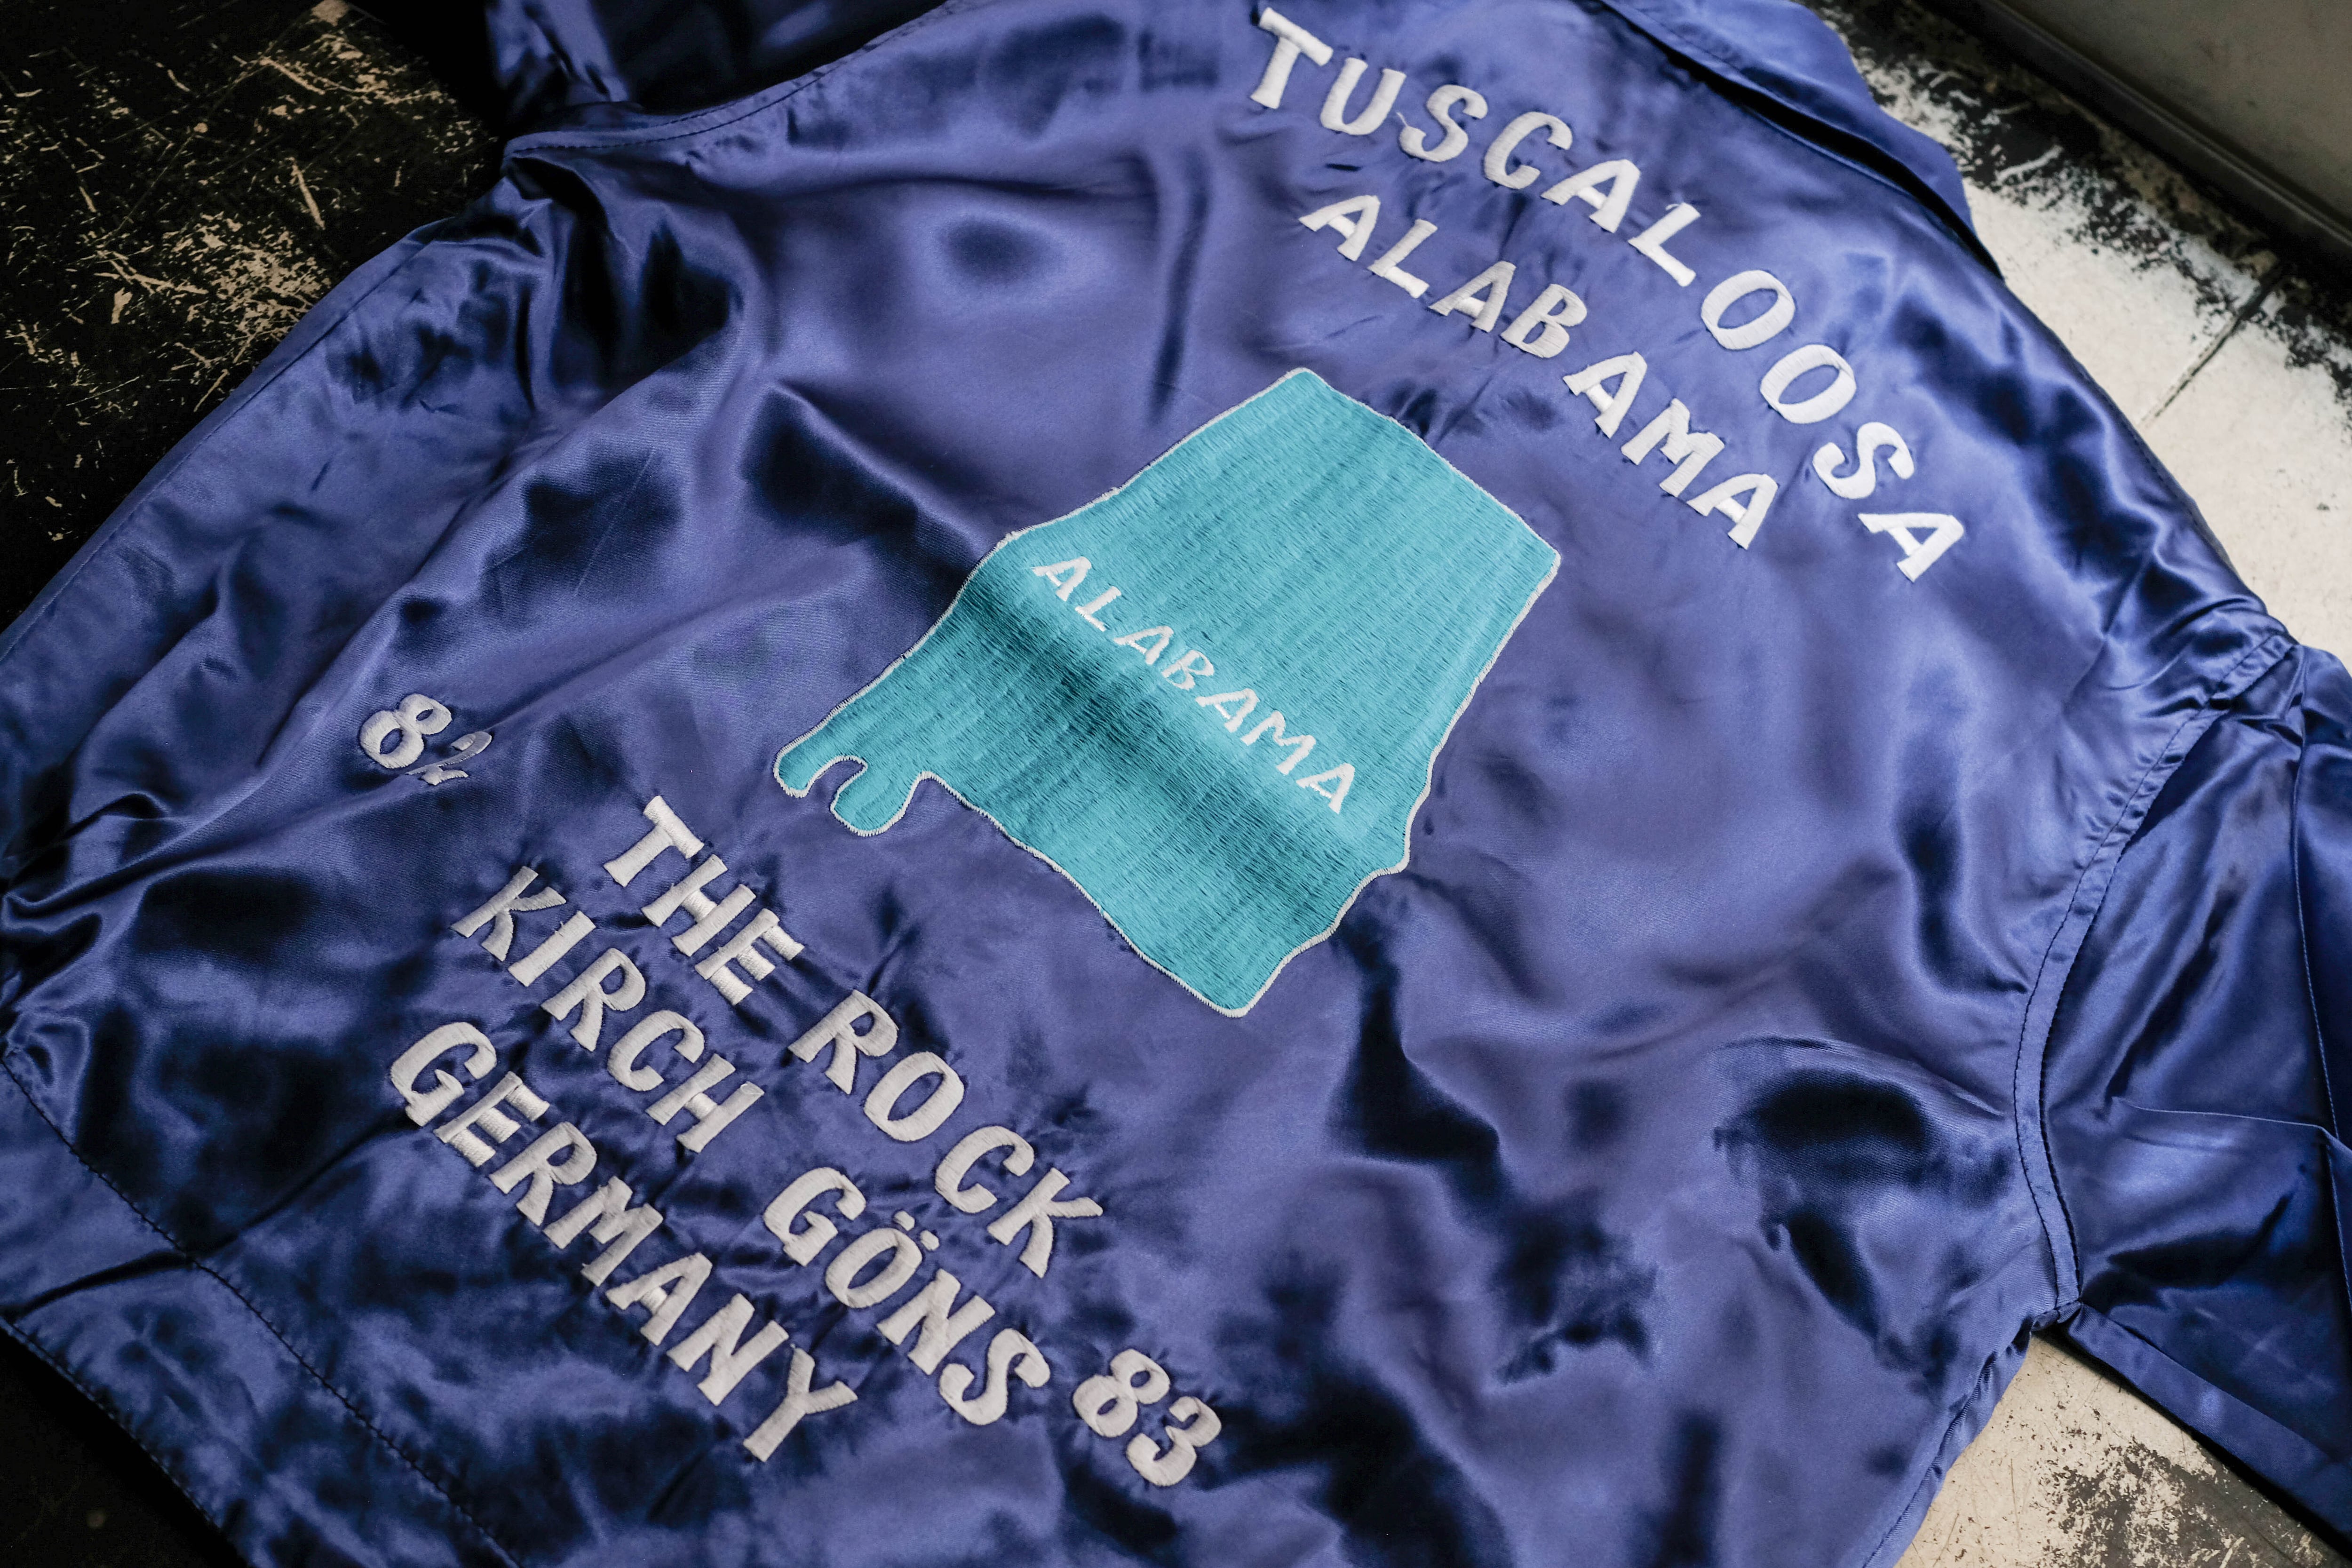 TUSCALOOSA
ALABAMA
ALABAMA
82
THE ROCK
KIRCH GÖNS
GERMANY
83